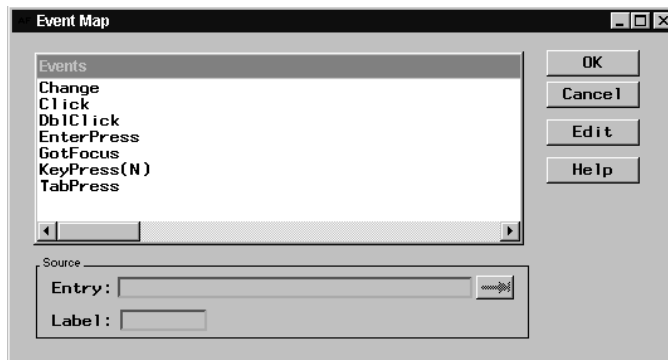 Event Map
Events
Change
Click
DblClick
EnterPress
GotFocus
KeyPress(N)
TabPress
OK
Cancel
Edit
Help
Source
Entry:
Label: